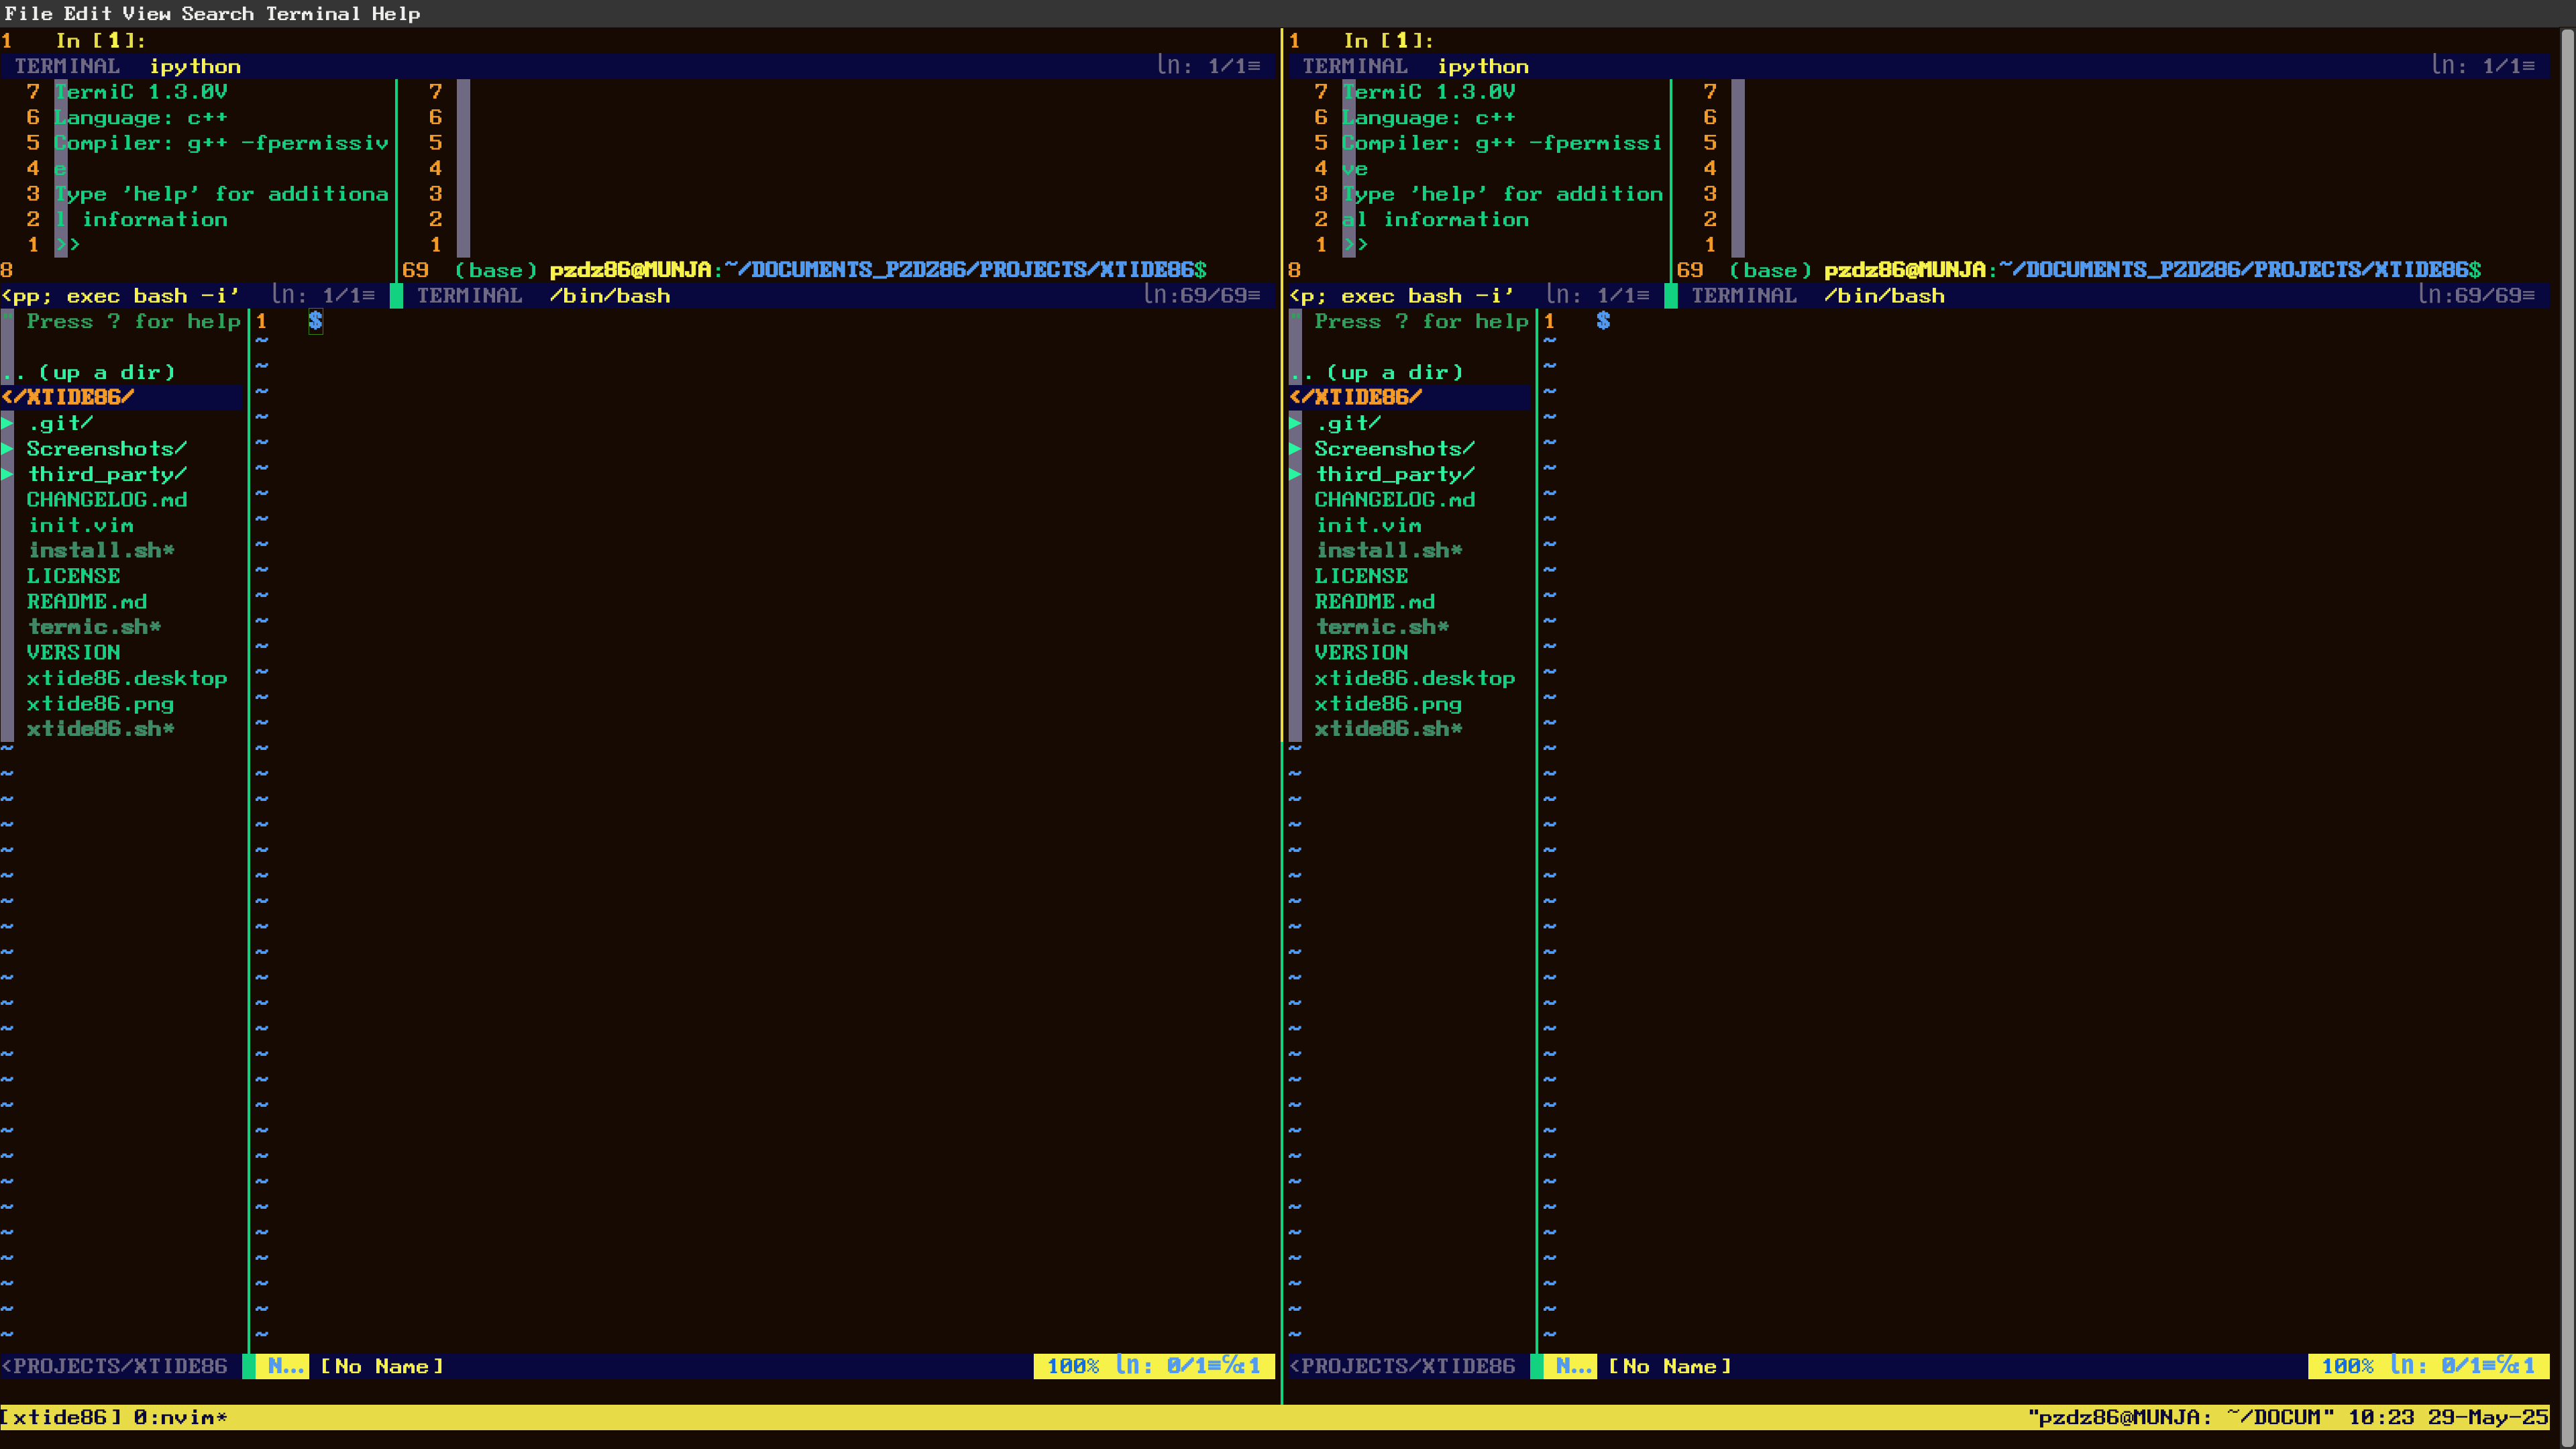 File Edit View Search Terminal Help
1 In [1]:
TERMINAL ipython ln: 1/1≡
7 TermiC 1.3.0V
6 Language: c++
5 Compiler: g++ -fpermissiv
4 e
3 Type 'help' for additiona
2 l information
1 >>
8
<pp; exec bash -i' ln: 1/1≡
7
6
5
4
3
2
1
69 (base) pzdz86@MUNJA:~/DOCUMENTS_PZDZ86/PROJECTS/XTIDE86$
TERMINAL /bin/bash ln:69/69≡
" Press ? for help
.. (up a dir)
</XTIDE86/
▶ .git/
▶ Screenshots/
▶ third_party/
CHANGELOG.md
init.vim
install.sh*
LICENSE
README.md
termic.sh*
VERSION
xtide86.desktop
xtide86.png
xtide86.sh*
<PROJECTS/XTIDE86
1 $
N... [No Name] 100% ln: 0/1≡℅:1
1 In [1]:
TERMINAL ipython ln: 1/1≡
7 TermiC 1.3.0V
6 Language: c++
5 Compiler: g++ -fpermissi
4 ve
3 Type 'help' for addition
2 al information
1 >>
8
<p; exec bash -i' ln: 1/1≡
7
6
5
4
3
2
1
69 (base) pzdz86@MUNJA:~/DOCUMENTS_PZDZ86/PROJECTS/XTIDE86$
TERMINAL /bin/bash ln:69/69≡
" Press ? for help
.. (up a dir)
</XTIDE86/
▶ .git/
▶ Screenshots/
▶ third_party/
CHANGELOG.md
init.vim
install.sh*
LICENSE
README.md
termic.sh*
VERSION
xtide86.desktop
xtide86.png
xtide86.sh*
<PROJECTS/XTIDE86
1 $
N... [No Name] 100% ln: 0/1≡℅:1
[xtide86] 0:nvim* "pzdz86@MUNJA: ~/DOCUM" 10:23 29-May-25